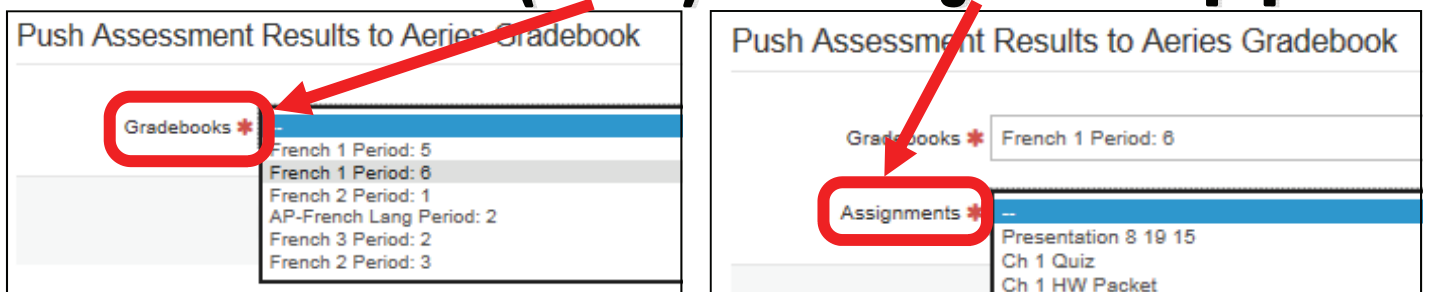 Push Assessment Results to Aeries Gradebook
Gradebooks * --
French 1 Period: 5
French 1 Period: 6
French 2 Period: 1
AP-French Lang Period: 2
French 3 Period: 2
French 2 Period: 3
Push Assessment Results to Aeries Gradebook
Gradebooks * French 1 Period: 6
Assignments * --
Presentation 8 19 15
Ch 1 Quiz
Ch 1 HW Packet